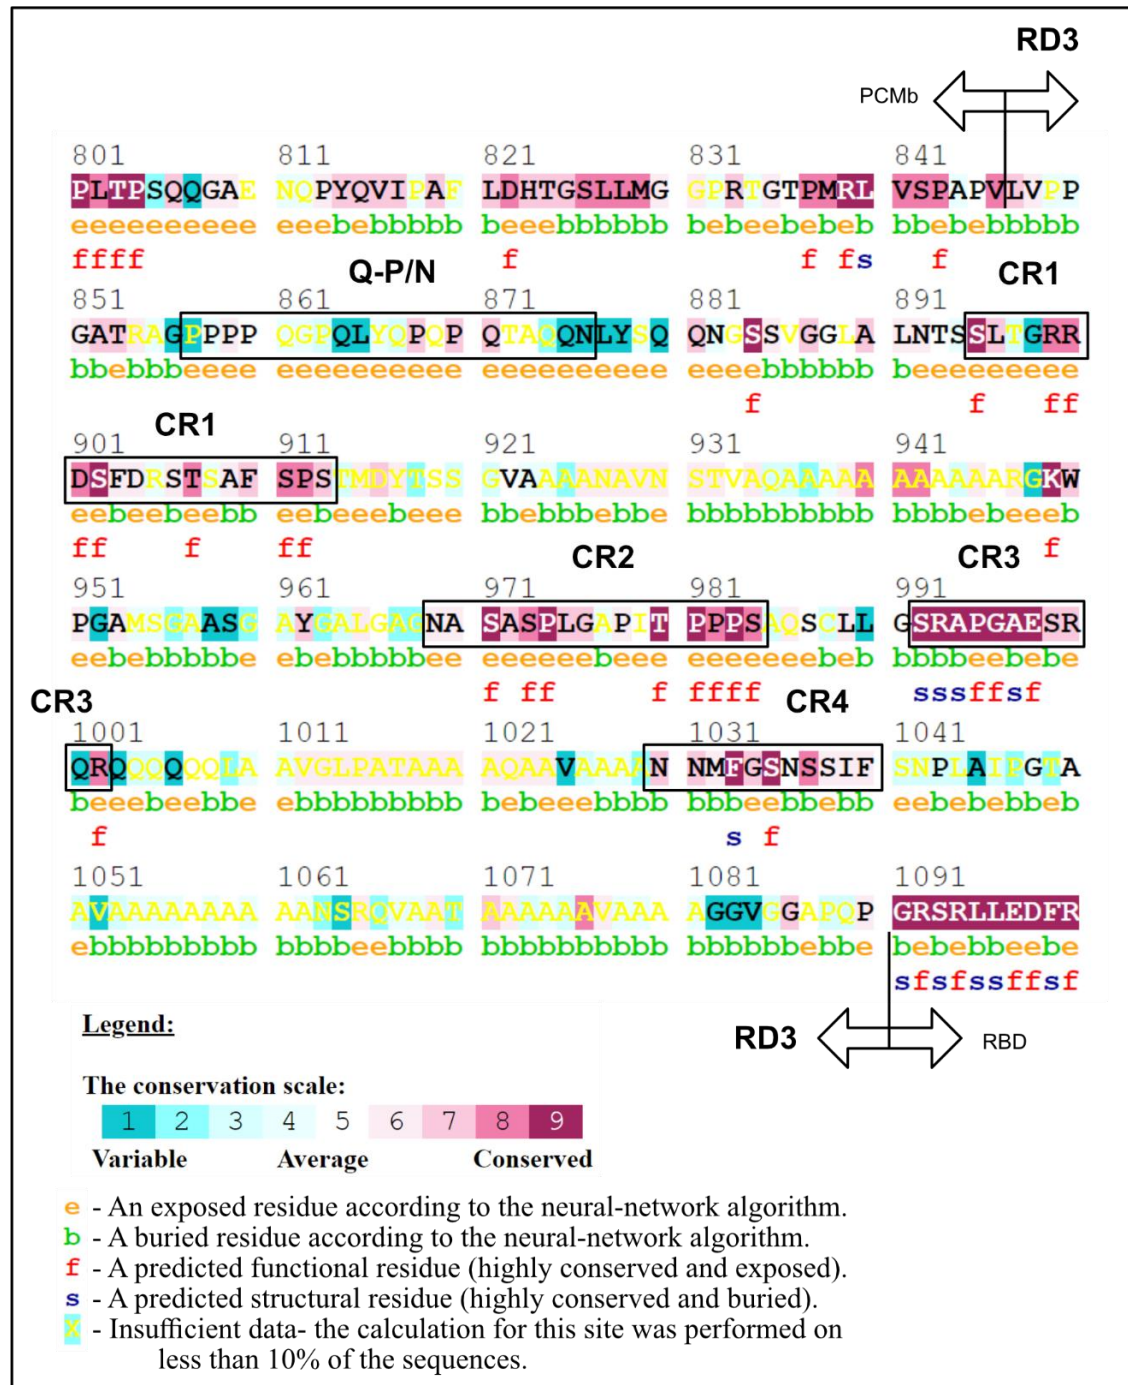 RD3
PCMb
801 811 821 831 841
PLTPSQQGAE NQPYQVIPAF LDHTGSLLMG GPRTGTPMRL VSPAPVLVPP
eeeeeeeeee eeebebbbbb beeebbbbbb bebeebebeb bbebebbbbb
ffff f f fs f
Q-P/N CR1
851 861 871 881 891
GATRAGPPPP QGPQLYQPQP QTAQQNLYSQ QNGSSVGGLA LNTSSLTGRR
bbebbbeeee eeeeeeeeee eeeeeeeeee eeeebbbbbb beeeeeeeee
f f ff
CR1
901 911 921 931 941
DSFDRSTSAF SPSTMDYTSS GVAAAANAVN STVAQAAAAA AAAAAARGKW
eebeebeebb eebeeebeee bbebbbebbe bbbbbbbbbb bbbbebeeeb
ff f ff f
CR2 CR3
951 961 971 981 991
PGAMSGAASG AYGALGAGNA SASPLGAPIT PPPSAQSCLL GSRAPGAESR
eebebbbbbe ebebbbbbee eeeeeebeee eeeeeeebeb bbbbeebebe
f ff f ffff sssffsf
CR3 CR4
1001 1011 1021 1031 1041
QRQQQQQQLA AVGLPATAAA AQAAVAAAAN NMFGSNSSIF SNPLAIPGTA
beeebeebbe ebbbbbbbbb bebeeebbbb bbbeebbebb eebebebbeb
f s f
1051 1061 1071 1081 1091
AVAAAAAAAA AANSRQVAAT AAAAAAVAAA AGGVGGAPQP GRSRLLEDFR
ebbbbbbbbb bbbbeebbbb bbbbbbbbbb bbbbbbebbe bebebbeebe
sfsfssffsf
Legend:
RD3 RBD
The conservation scale:
1 2 3 4 5 6 7 8 9
Variable Average Conserved
e - An exposed residue according to the neural-network algorithm.
b - A buried residue according to the neural-network algorithm.
f - A predicted functional residue (highly conserved and exposed).
s - A predicted structural residue (highly conserved and buried).
X - Insufficient data- the calculation for this site was performed on
less than 10% of the sequences.